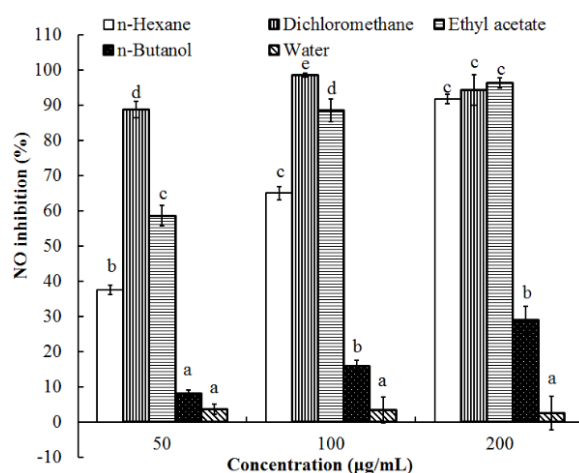 n-Hexane Dichloromethane Ethyl acetate
n-Butanol Water
NO inhibition (%)
100
90
80
70
60
50
40
30
20
10
0
-10
b
d
c
a
a
c
e
d
b
a
c
c
c
b
a
50 100 200
Concentration (µg/mL)